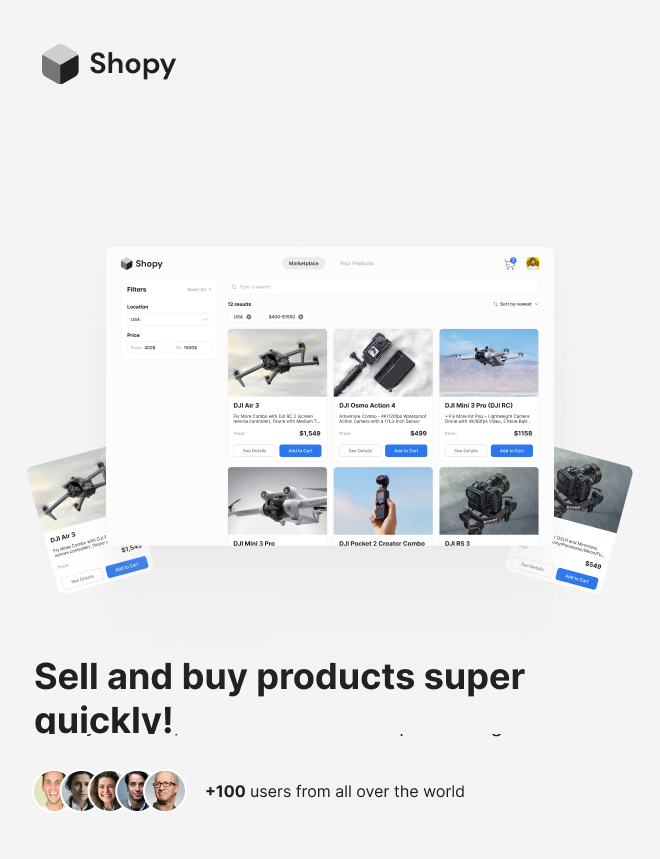 Shopy
Shopy
Marketplace
Your Products
3
Filters
Reset All
Location
USA
Price
From: 400$
To: 1500$
Type to search...
12 results
Sort by newest
USA
$400-$1500
DJI Air 3
Fly More Combo with DJI RC 2 (screen
remote controller), Drone with Medium T...
Price:
$1,549
See Details
Add to Cart
DJI Osmo Action 4
Adventure Combo - 4K/120fps Waterproof
Action Camera with a 1/1.3-Inch Sensor
Price:
$499
See Details
Add to Cart
DJI Mini 3 Pro (DJI RC)
+ Fly More Kit Plus – Lightweight Camera
Drone with 4K/60fps Video, 2 More Batt...
Price:
$1158
See Details
Add to Cart
DJI Mini 3 Pro
DJI Pocket 2 Creator Combo
DJI RS 3
DJI Air 3
Fly More Combo with DJI
remote controller), Drone
Price:
$1,549
See Details
Add to Cart
$549
See Details
Add to Cart
Sell and buy products super
quickly!
+100 users from all over the world